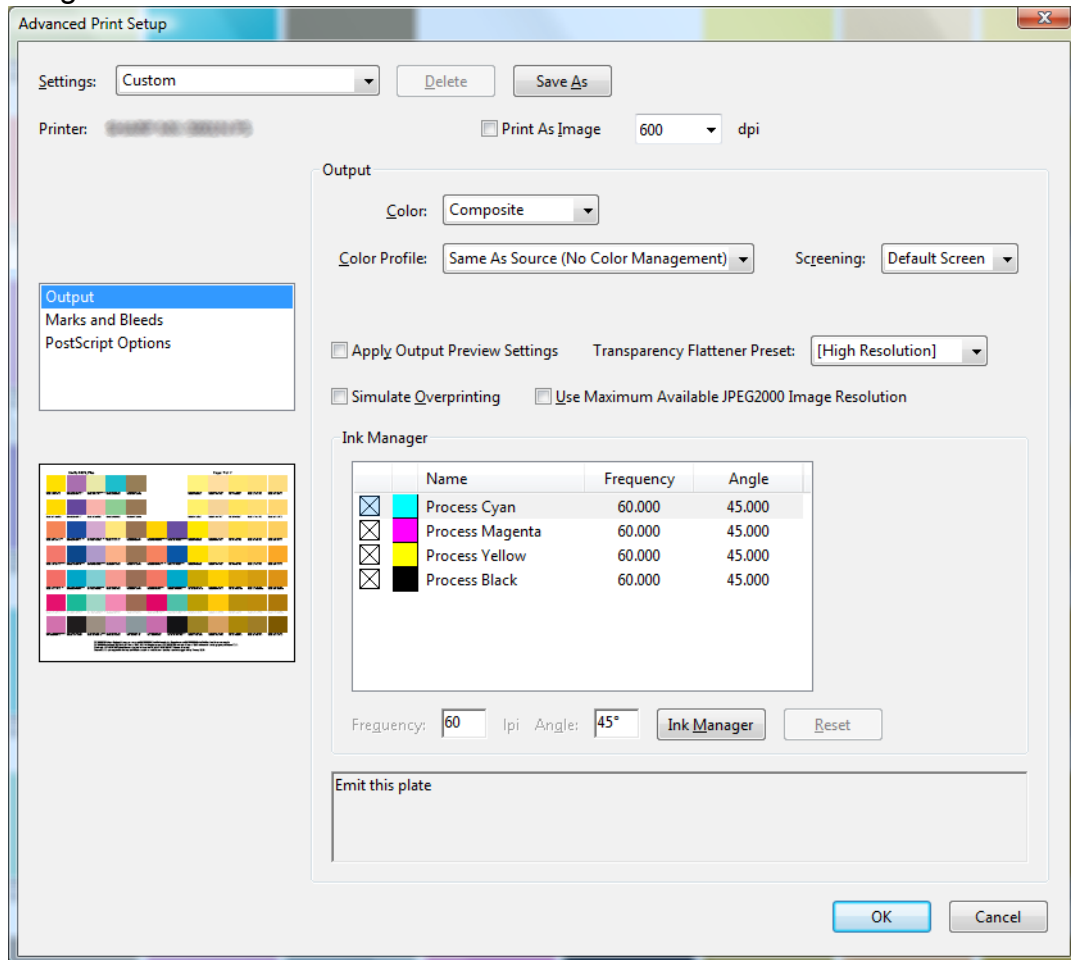 Advanced Print Setup
Settings: Custom Delete Save As
Printer: Print As Image 600 dpi
Output
Color: Composite
Color Profile: Same As Source (No Color Management) Screening: Default Screen
Output
Marks and Bleeds
PostScript Options
Apply Output Preview Settings Transparency Flattener Preset: [High Resolution]
Simulate Overprinting Use Maximum Available JPEG2000 Image Resolution
Ink Manager
Name Frequency Angle
Process Cyan 60.000 45.000
Process Magenta 60.000 45.000
Process Yellow 60.000 45.000
Process Black 60.000 45.000
Frequency: 60 lpi Angle: 45° Ink Manager Reset
Emit this plate
OK Cancel